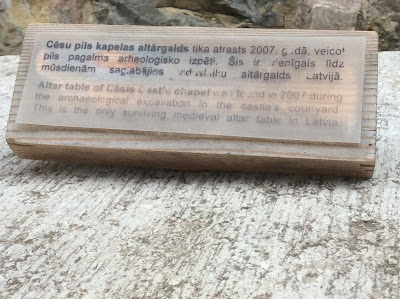 Cēsu pils kapelas altārgalds tika atrasts 2007. gadā, veicot
pils pagalma arheoloģisko izpēti. Šis ir vienīgais līdz
mūsdienām saglabājies viduslaiku altārgalds Latvijā.
Altar table of Cēsis Castle chapel was found in 2007 during
the archaeological excavation in the castle's courtyard
This is the only surviving medieval altar table in Latvia.